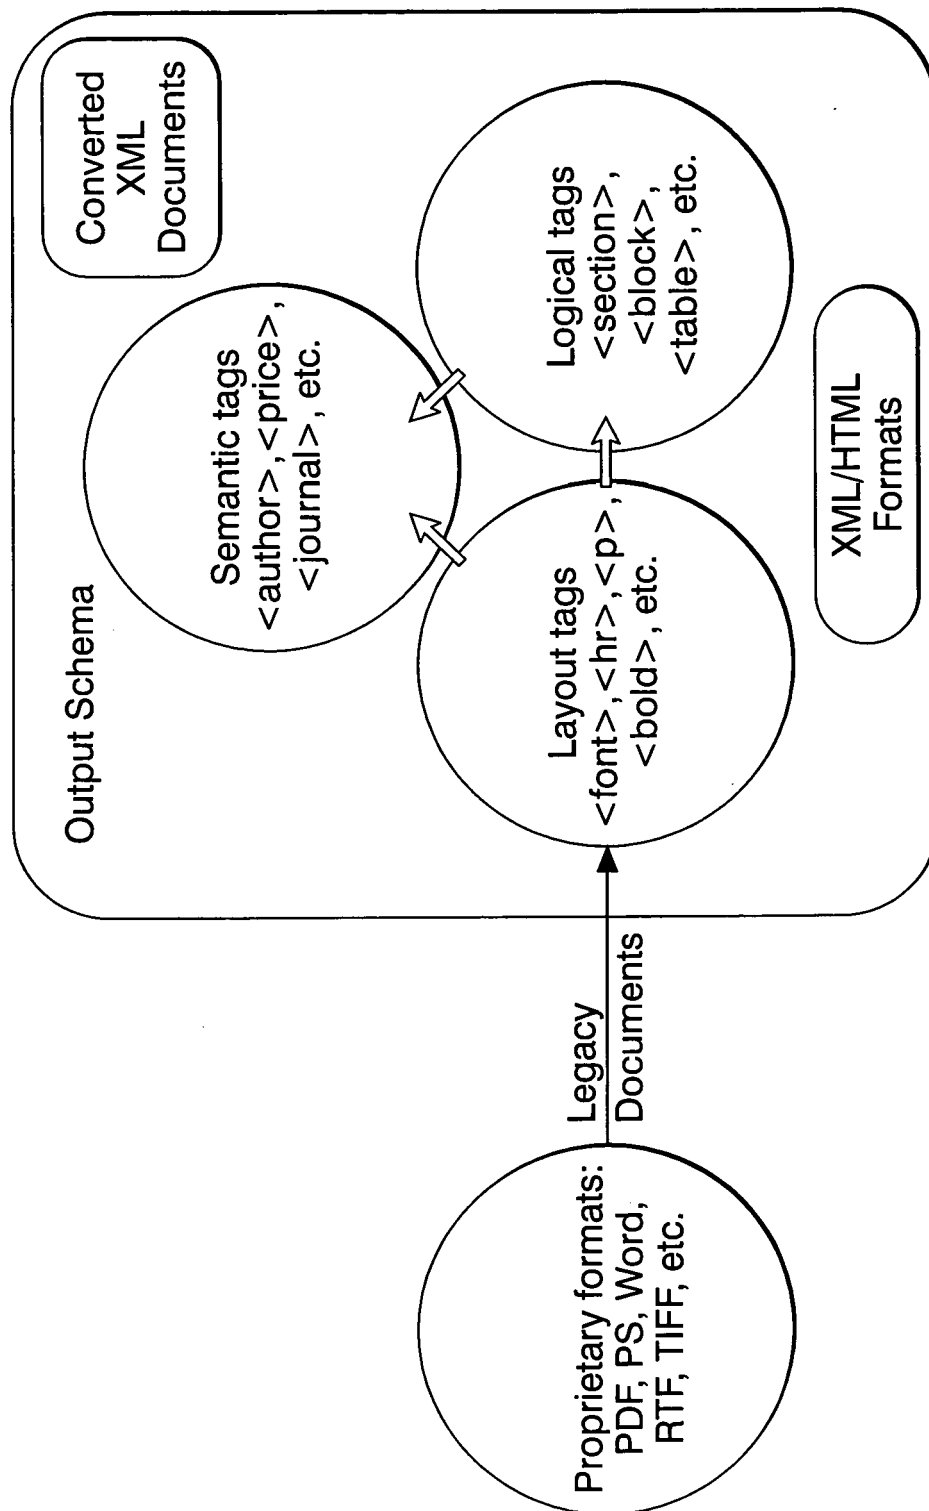 Output Schema
Converted
XML
Documents
Semantic tags
<author>,<price>,
<journal>, etc.
Proprietary formats:
PDF, PS, Word,
RTF, TIFF, etc.
Legacy
Documents
Layout tags
<font>,<hr>,<p>,
<bold>, etc.
Logical tags
<section>,
<block>,
<table>, etc.
XML/HTML
Formats